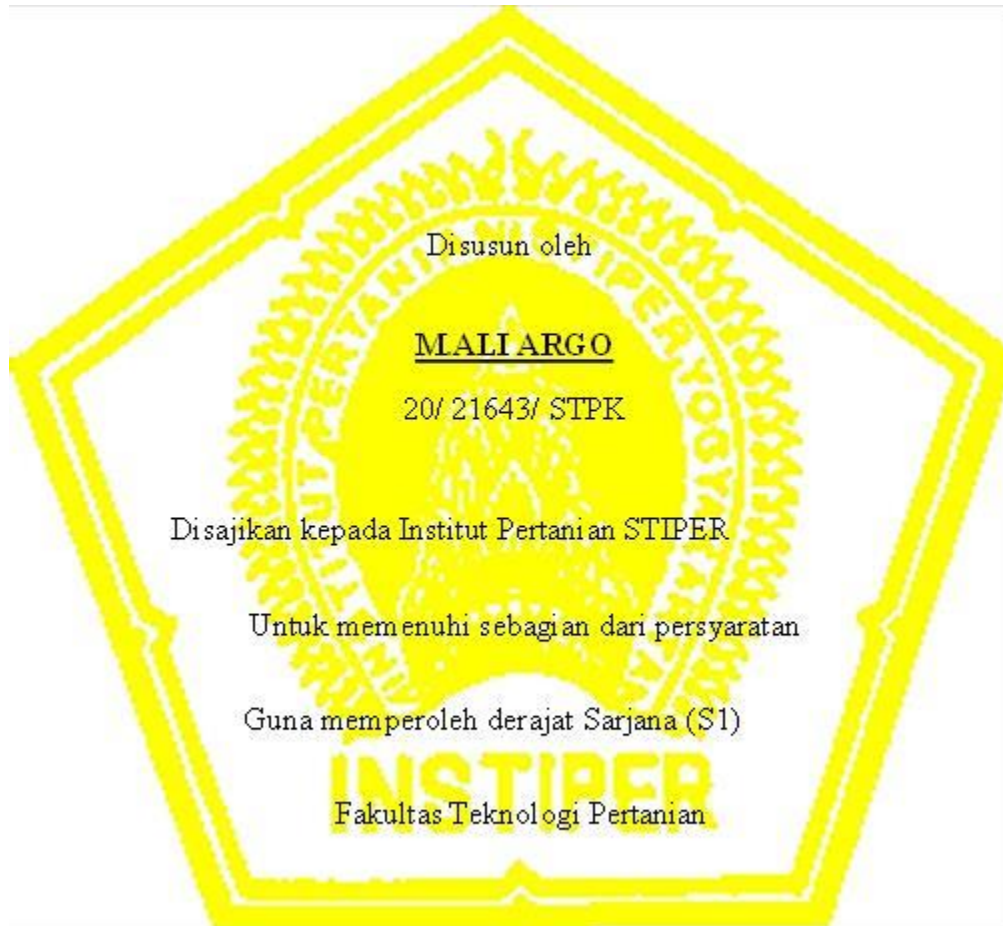 Disusun oleh
MALI ARGO
20/ 21643/ STPK
Disajikan kepada Institut Pertanian STIPER
Untuk memenuhi sebagian dari persyaratan
Guna memperoleh derajat Sarjana (S1)
INSTIPER
Fakultas Teknologi Pertanian